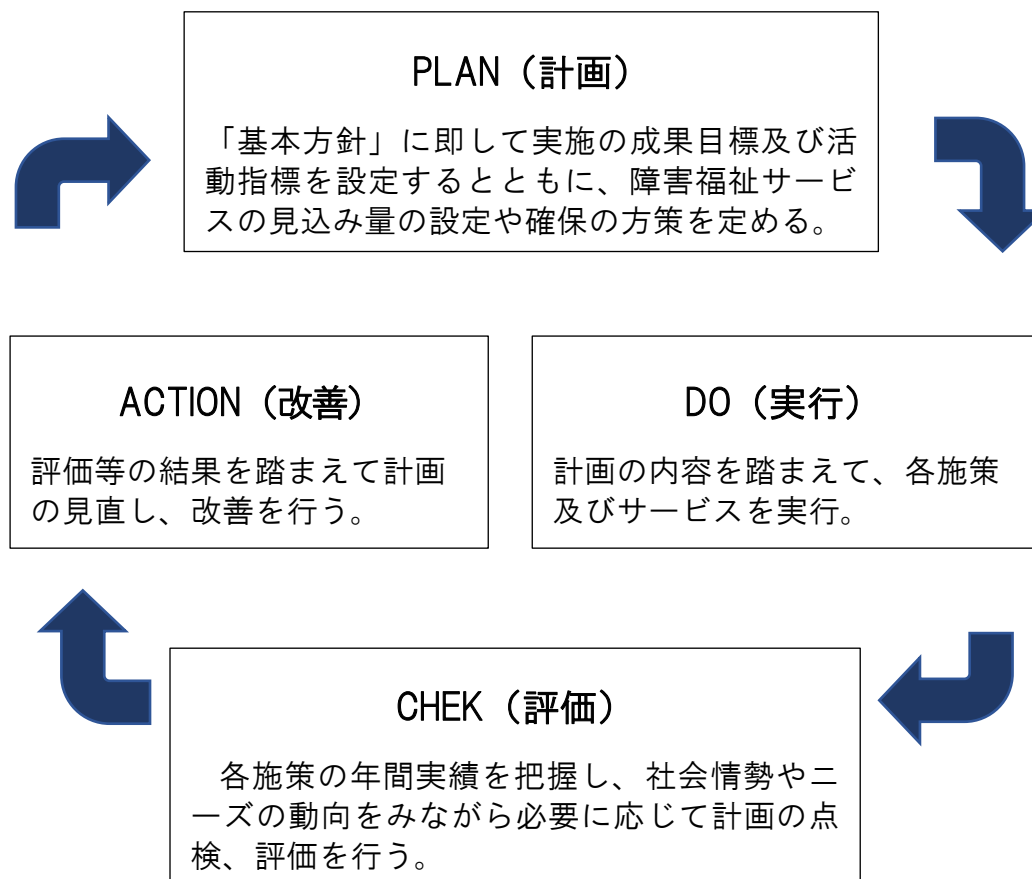 PLAN（計画）
「基本方針」に即して実施の成果目標及び活
動指標を設定するとともに、障害福祉サービ
スの見込み量の設定や確保の方策を定める。
ACTION（改善）
評価等の結果を踏まえて計画
の見直し、改善を行う。
DO（実行）
計画の内容を踏まえて、各施策
及びサービスを実行。
CHEK（評価）
各施策の年間実績を把握し、社会情勢やニ
ーズの動向をみながら必要に応じて計画の点
検、評価を行う。